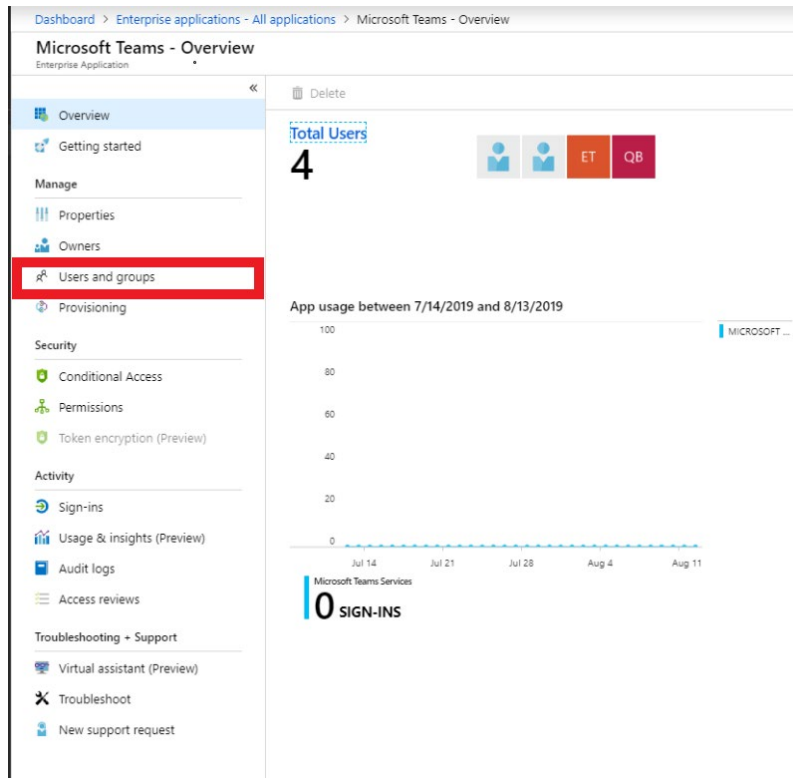 Dashboard > Enterprise applications - All applications > Microsoft Teams - Overview
Microsoft Teams - Overview
Enterprise Application
«
Overview
Getting started
Manage
Properties
Owners
Users and groups
Provisioning
Security
Conditional Access
Permissions
Token encryption (Preview)
Activity
Sign-ins
Usage & insights (Preview)
Audit logs
Access reviews
Troubleshooting + Support
Virtual assistant (Preview)
Troubleshoot
New support request
Delete
Total Users
4
ET QB
App usage between 7/14/2019 and 8/13/2019
100
80
60
40
20
0
Jul 14 Jul 21 Jul 28 Aug 4 Aug 11
MICROSOFT ...
Microsoft Teams Services
0 SIGN-INS